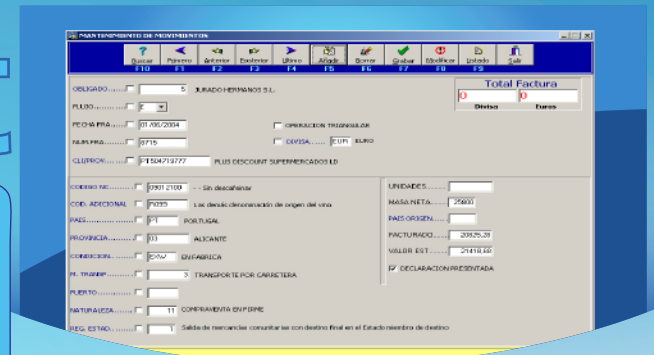 MANTENIMIENTO DE MOVIMIENTOS
? Buscar Primero Anterior Posterior Ultimo Añadir Borrar Grabar Modificar Listado Salir
F10 F1 F2 F3 F4 F5 F6 F7 F8 F9
OBLIGADO....... 5 JURADO HERMANOS S.L.
Total Factura
0 0
Divisa Euros
FLUJO........... E
FECHA FRA..... 01/06/2004 OPERACION TRIANGULAR
NUM.FRA....... 8715 DIVISA...... EUR EURO
CLI/PROV...... PT504719777 PLUS DISCOUNT SUPERMERCADOS LD
CODIGO NC........ 09012100 - - Sin descafeinar
UNIDADES......
COD. ADICIONAL R099 Las demás denominación de origen del vino
MASA NETA.... 25800
PAIS............... PT PORTUGAL
PAIS ORIGEN....
PROVINCIA........ 03 ALICANTE
FACTURADO...... 20825,28
CONDICION....... EXW EN FABRICA
VALOR EST...... 21418,68
M. TRANSP........ 3 TRANSPORTE POR CARRETERA
DECLARACION PRESENTADA
PUERTO............
NATURALEZA...... 11 COMPRAVENTA EN FIRME
REG. ESTAD....... 1 Salida de mercancías comunitarias con destino final en el Estado miembro de destino